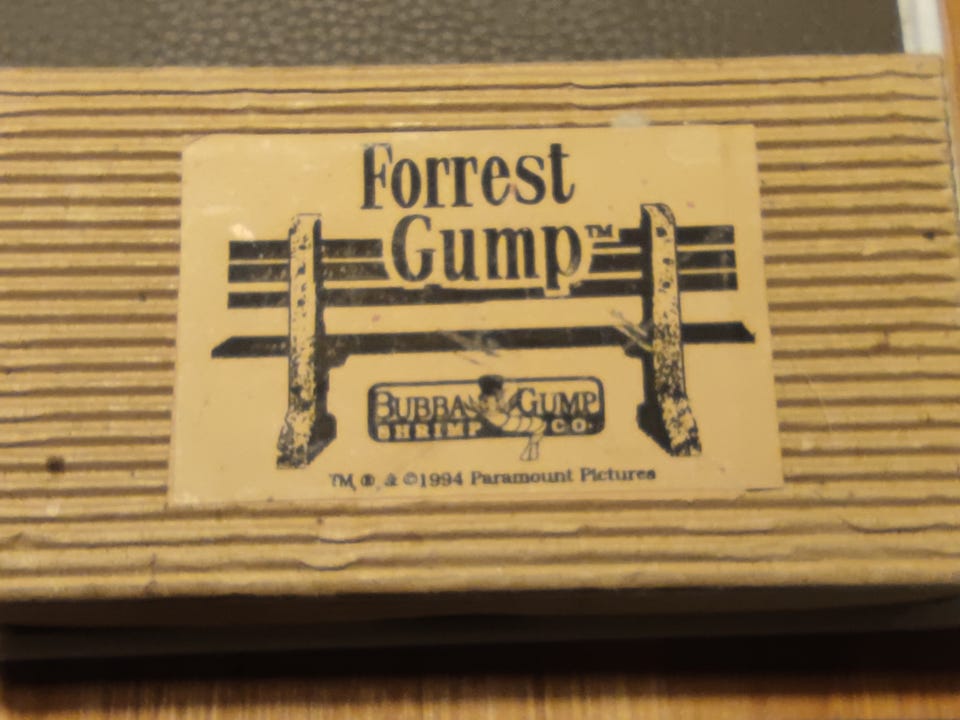 Forrest
Gump™
BUBBA GUMP
SHRIMP CO.
TM, ®, & ©1994 Paramount Pictures